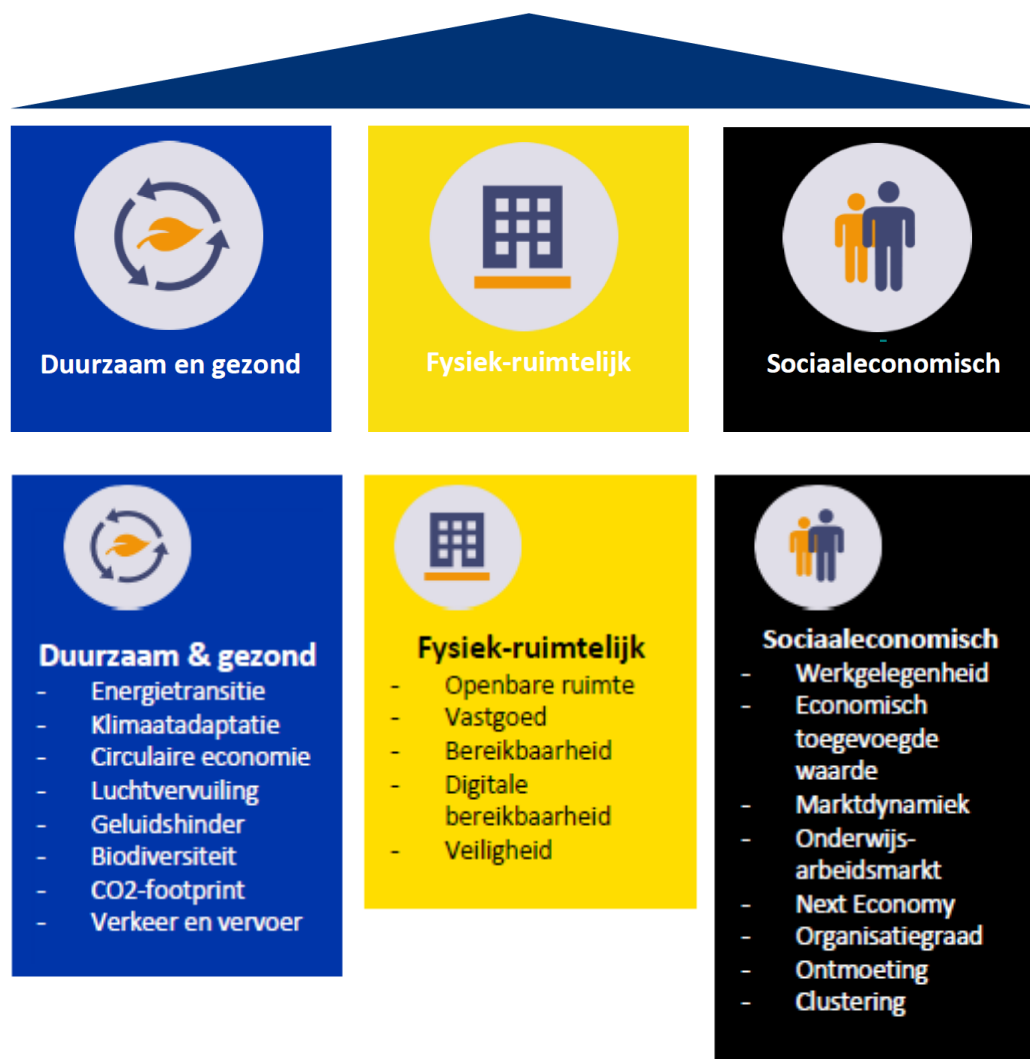 Duurzaam en gezond
Fysiek-ruimtelijk
Sociaaleconomisch
Duurzaam & gezond
- Energietransitie
- Klimaatadaptatie
- Circulaire economie
- Luchtvervuiling
- Geluidshinder
- Biodiversiteit
- CO2-footprint
- Verkeer en vervoer
Fysiek-ruimtelijk
- Openbare ruimte
- Vastgoed
- Bereikbaarheid
- Digitale
bereikbaarheid
- Veiligheid
Sociaaleconomisch
- Werkgelegenheid
- Economisch
toegevoegde
waarde
- Marktdynamiek
- Onderwijs-
arbeidsmarkt
- Next Economy
- Organisatiegraad
- Ontmoeting
- Clustering